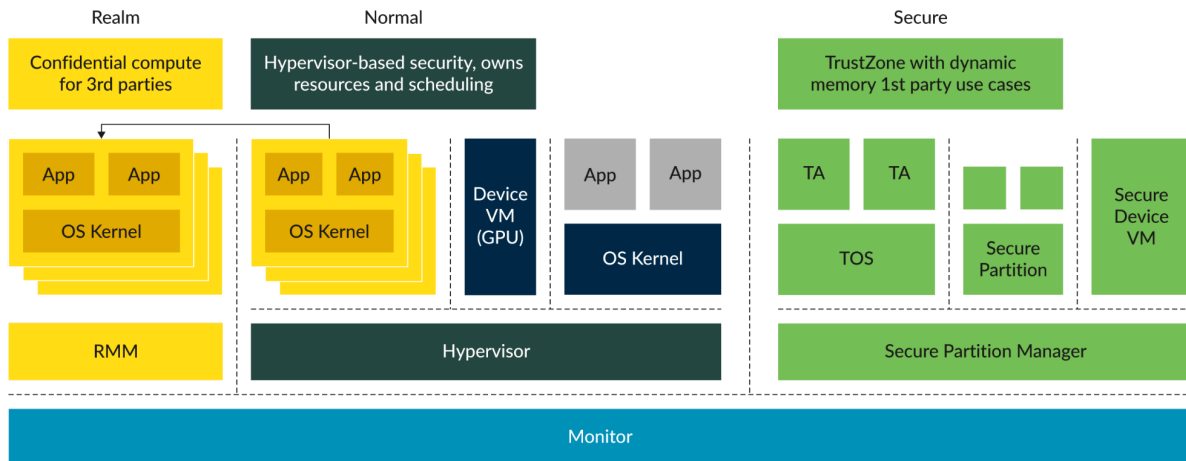 Realm
Normal
Secure
Confidential compute
for 3rd parties
Hypervisor-based security, owns
resources and scheduling
TrustZone with dynamic
memory 1st party use cases
App
App
OS Kernel
App
App
OS Kernel
Device
VM
(GPU)
App
App
OS Kernel
TA
TA
TOS
Secure
Partition
Secure
Device
VM
RMM
Hypervisor
Secure Partition Manager
Monitor